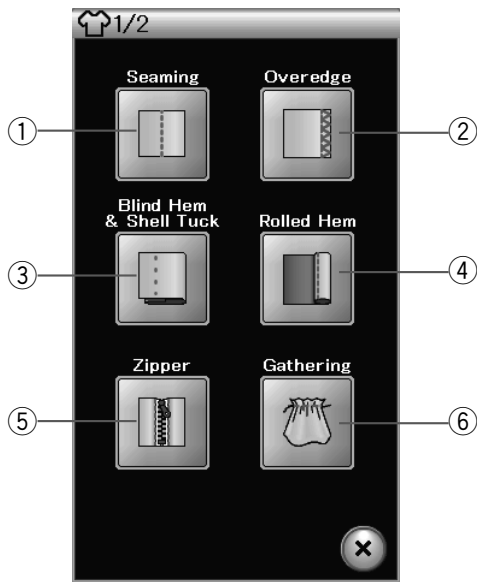 1/2
Seaming Overedge
① ②
Blind Hem
& Shell Tuck Rolled Hem
③ ④
Zipper Gathering
⑤ ⑥